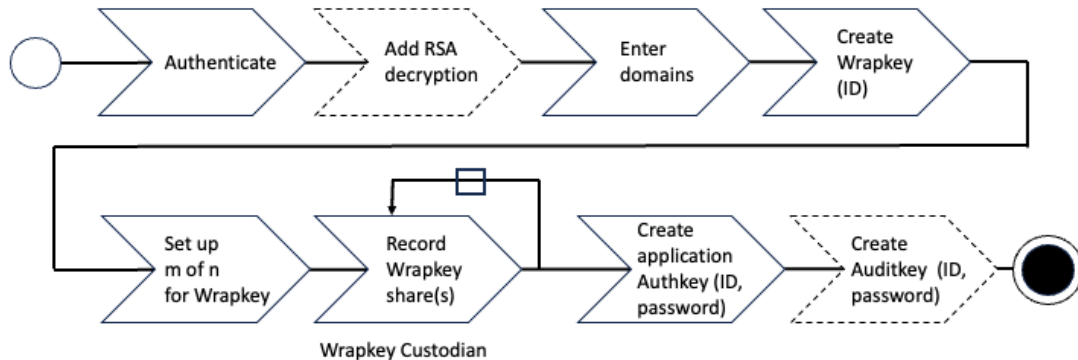 Authenticate
Add RSA
decryption
Enter
domains
Create
Wrapkey
(ID)
Set up
m of n
for Wrapkey
Record
Wrapkey
share(s)
Create
application
Authkey (ID,
password)
Create
Auditkey (ID,
password)
Wrapkey Custodian